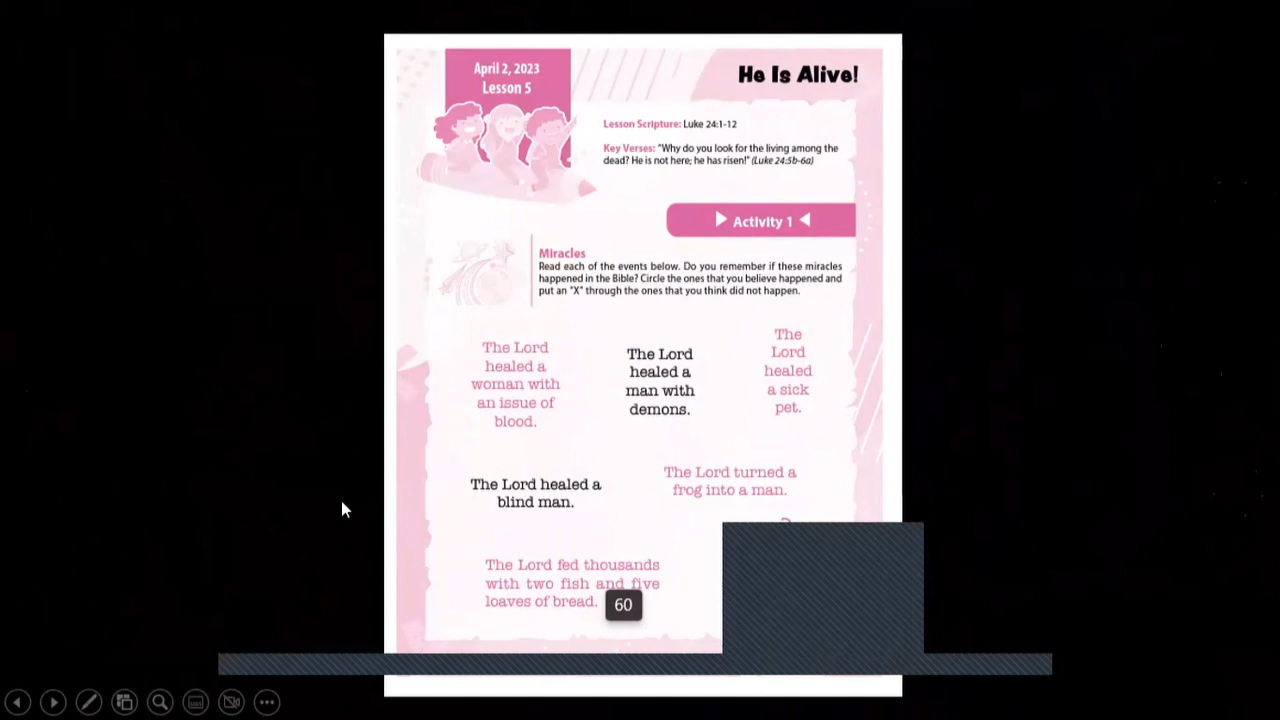 April 2, 2023
Lesson 5
He Is Alive!
Lesson Scripture: Luke 24:1-12
Key Verses: "Why do you look for the living among the
dead? He is not here; he has risen!" (Luke 24:5b-6a)
Activity 1
Miracles
Read each of the events below. Do you remember if these miracles
happened in the Bible? Circle the ones that you believe happened and
put an "X" through the ones that you think did not happen.
The Lord
healed a
woman with
an issue of
blood.
The Lord
healed a
man with
demons.
The
Lord
healed
a sick
pet.
The Lord healed a
blind man.
The Lord turned a
frog into a man.
The Lord fed thousands
with two fish and five
loaves of bread.
60